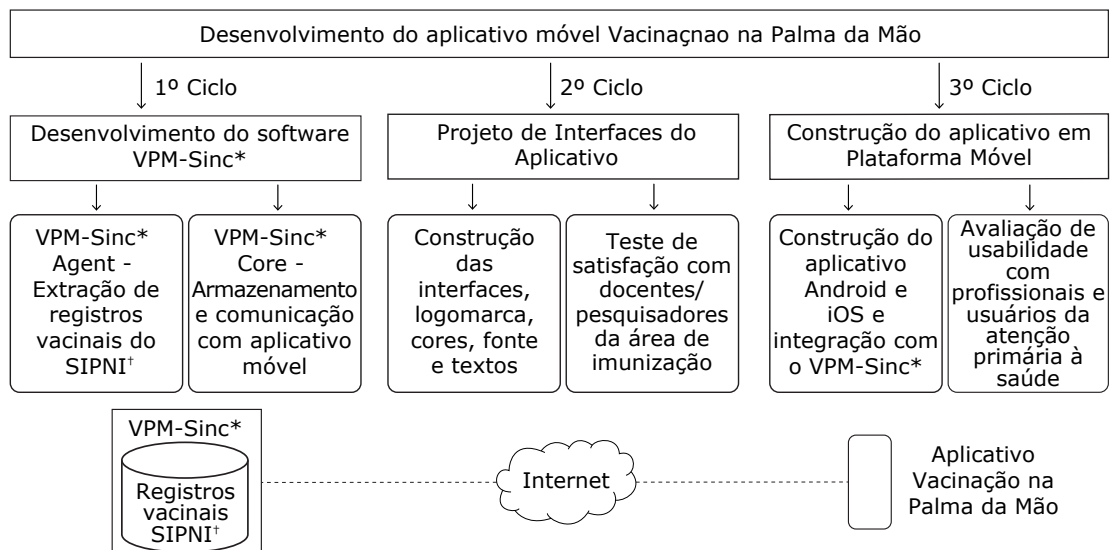 Desenvolvimento do aplicativo móvel Vacinaçnao na Palma da Mão
1º Ciclo
2º Ciclo
3º Ciclo
Desenvolvimento do software
VPM-Sinc*
Projeto de Interfaces do
Aplicativo
Construção do aplicativo em
Plataforma Móvel
VPM-Sinc*
Agent -
Extração de
registros
vacinais do
SIPNI†
VPM-Sinc*
Core -
Armazenamento
e comunicação
com aplicativo
móvel
Construção
das
interfaces,
logomarca,
cores, fonte
e textos
Teste de
satisfação com
docentes/
pesquisadores
da área de
imunização
Construção do
aplicativo
Android e
iOS e
integração com
o VPM-Sinc*
Avaliação de
usabilidade
com
profissionais e
usuários da
atenção
primária à
saúde
VPM-Sinc*
Registros
vacinais
SIPNI†
Internet
Aplicativo
Vacinação na
Palma da Mão